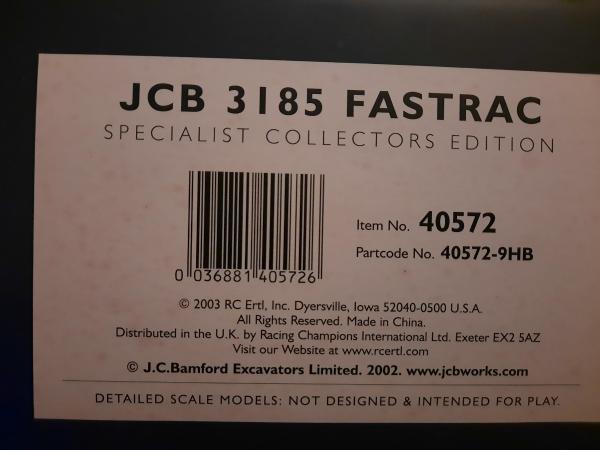 JCB 3185 FASTRAC
SPECIALIST COLLECTORS EDITION
Item No. 40572
Partcode No. 40572-9HB
0 036881 405726
© 2003 RC Ertl, Inc. Dyersville, Iowa 52040-0500 U.S.A.
All Rights Reserved. Made in China.
Distributed in the U.K. by Racing Champions International Ltd. Exeter EX2 5AZ
Visit our Website at www.rcertl.com
© J.C.Bamford Excavators Limited. 2002. www.jcbworks.com
DETAILED SCALE MODELS: NOT DESIGNED & INTENDED FOR PLAY.